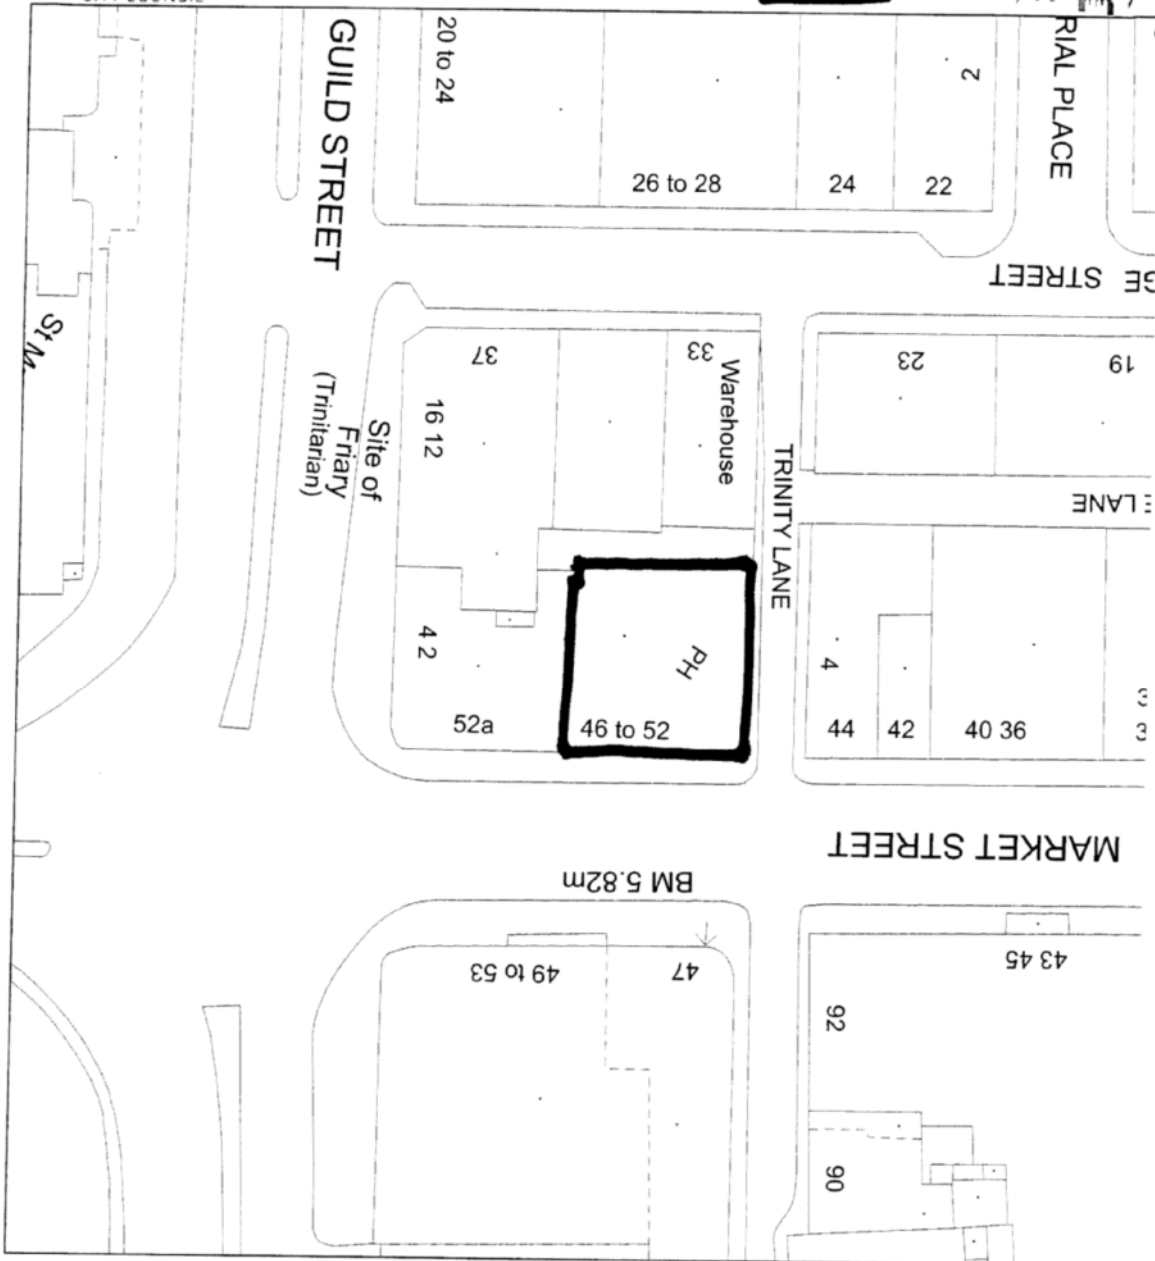 GUILD STREET
20 to 24
26 to 28
24
22
2
RIAL PLACE
GE STREET
37
33
Warehouse
23
19
16 12
Site of
Friary
(Trinitarian)
TRINITY LANE
E LANE
St M
4 2
52a
46 to 52
PH
4
44
42
40 36
MARKET STREET
BM 5.82m
49 to 53
47
43 45
92
90